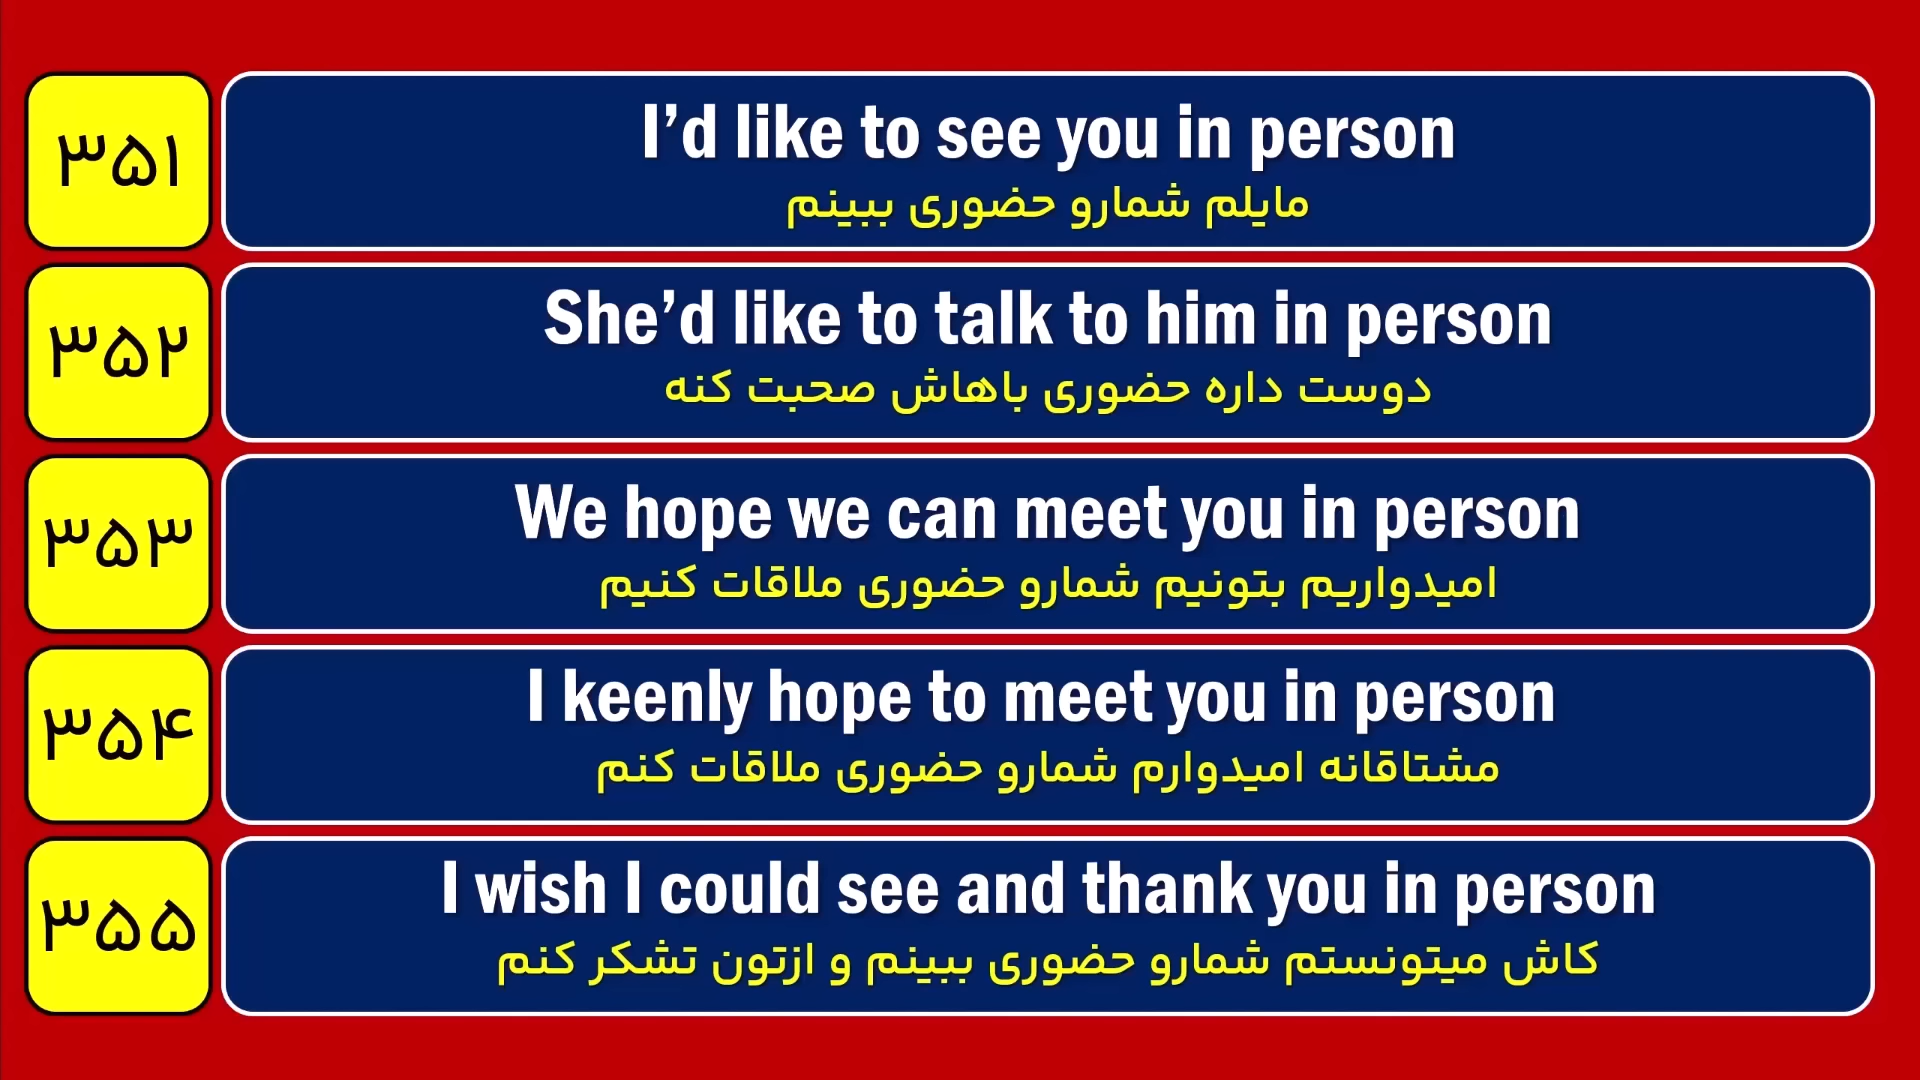 ۳۵۱
I’d like to see you in person
مایلم شمارو حضوری ببینم
۳۵۲
She’d like to talk to him in person
دوست داره حضوری باهاش صحبت کنه
۳۵۳
We hope we can meet you in person
امیدواریم بتونیم شمارو حضوری ملاقات کنیم
۳۵۴
I keenly hope to meet you in person
مشتاقانه امیدوارم شمارو حضوری ملاقات کنم
۳۵۵
I wish I could see and thank you in person
کاش میتونستم شمارو حضوری ببینم و ازتون تشکر کنم